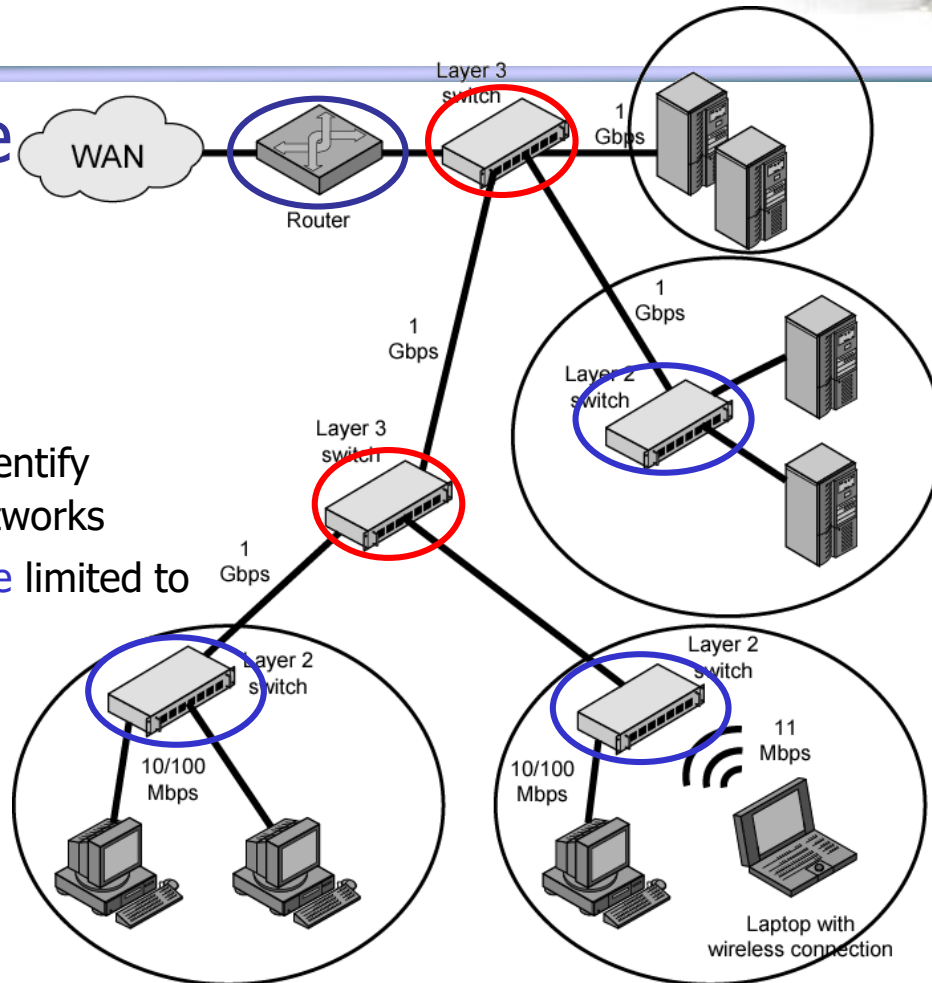 e
WAN
Router
Layer 3
switch
1
Gbps
1
Gbps
1
Gbps
Layer 2
switch
Layer 3
switch
entify
tworks
e limited to
1
Gbps
Layer 2
switch
10/100
Mbps
Layer 2
switch
11
Mbps
10/100
Mbps
Laptop with
wireless connection